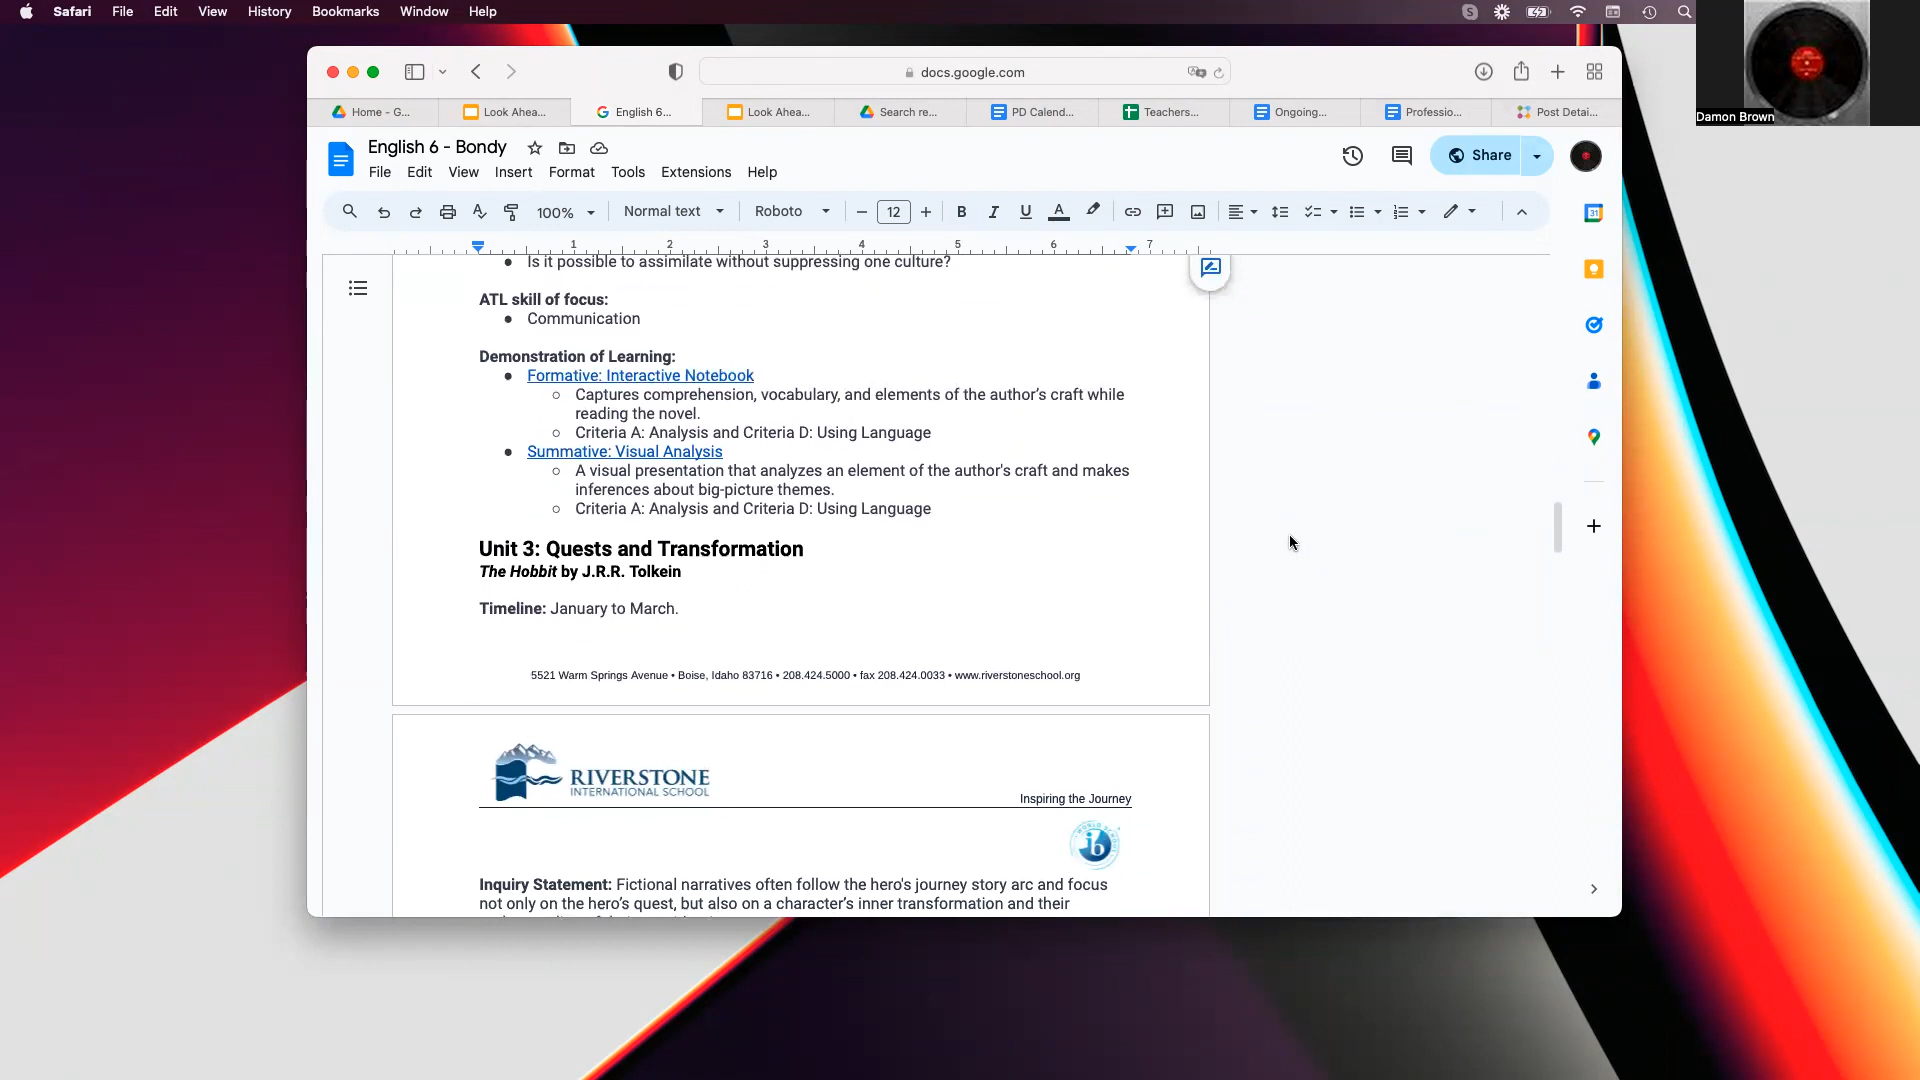 Safari File Edit View History Bookmarks Window Help
Damon Brown
docs.google.com
Home - G... Look Ahea... English 6... Look Ahea... Search re... PD Calend... Teachers... Ongoing... Professio... Post Detai...
English 6 - Bondy
Share
File Edit View Insert Format Tools Extensions Help
100% Normal text Roboto 12
1 2 3 4 5 6 7
Is it possible to assimilate without suppressing one culture?
ATL skill of focus:
Communication
Demonstration of Learning:
Formative: Interactive Notebook
Captures comprehension, vocabulary, and elements of the author’s craft while
reading the novel.
Criteria A: Analysis and Criteria D: Using Language
Summative: Visual Analysis
A visual presentation that analyzes an element of the author's craft and makes
inferences about big-picture themes.
Criteria A: Analysis and Criteria D: Using Language
Unit 3: Quests and Transformation
The Hobbit by J.R.R. Tolkein
Timeline: January to March.
5521 Warm Springs Avenue • Boise, Idaho 83716 • 208.424.5000 • fax 208.424.0033 • www.riverstoneschool.org
RIVERSTONE
INTERNATIONAL SCHOOL
Inspiring the Journey
ib
Inquiry Statement: Fictional narratives often follow the hero's journey story arc and focus
not only on the hero’s quest, but also on a character’s inner transformation and their